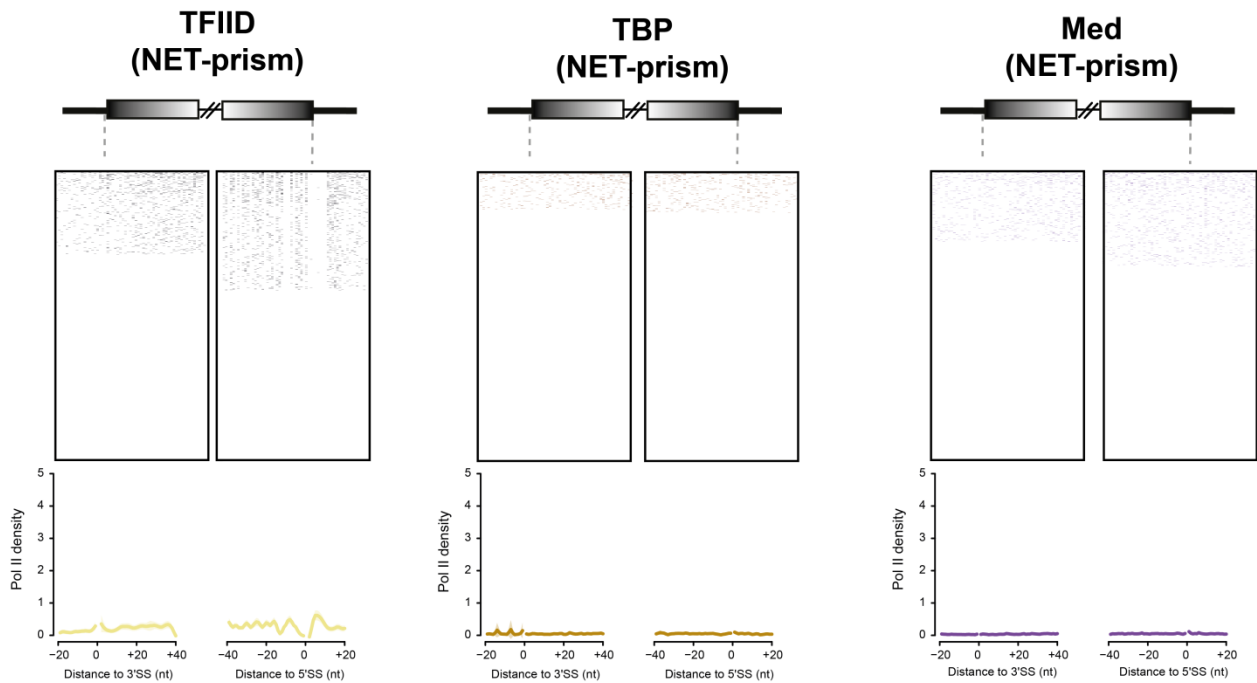 TFIID
(NET-prism)
TBP
(NET-prism)
Med
(NET-prism)
Pol II density
5
4
3
2
1
0
−20 0 +20 +40
Distance to 3'SS (nt)
−40 −20 0 +20
Distance to 5'SS (nt)
Pol II density
5
4
3
2
1
0
−20 0 +20 +40
Distance to 3'SS (nt)
−40 −20 0 +20
Distance to 5'SS (nt)
Pol II density
5
4
3
2
1
0
−20 0 +20 +40
Distance to 3'SS (nt)
−40 −20 0 +20
Distance to 5'SS (nt)